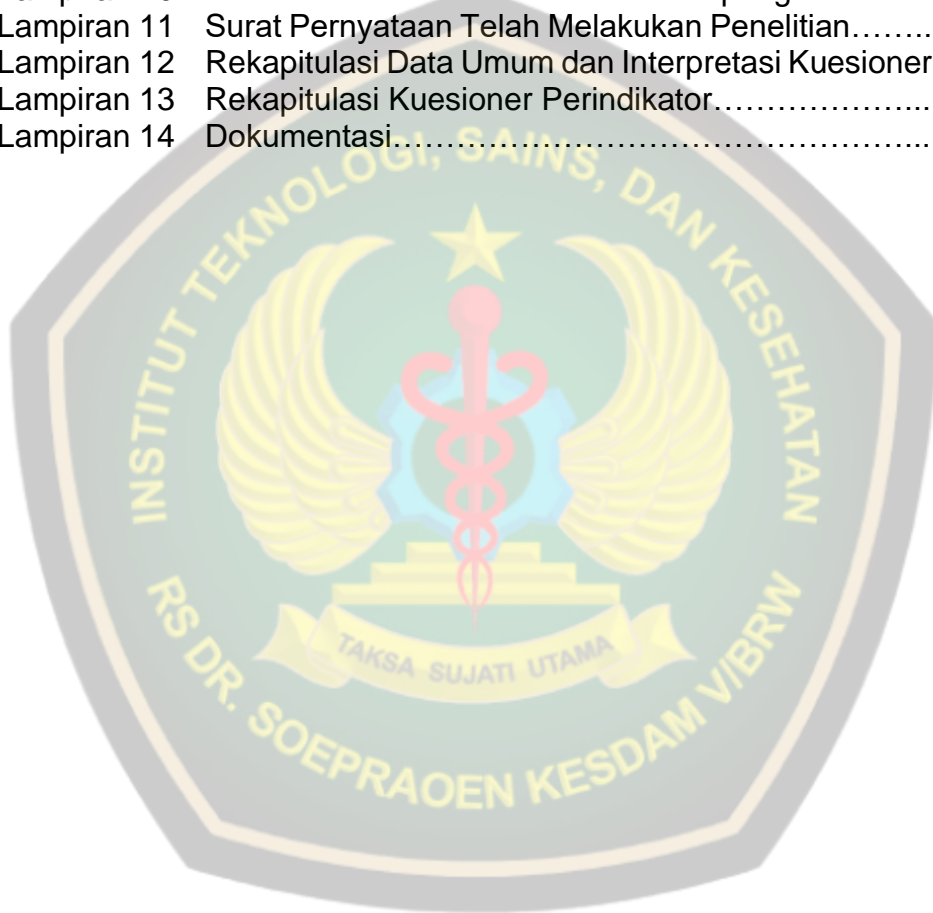 Lampiran 11 Surat Pernyataan Telah Melakukan Penelitian……..
Lampiran 12 Rekapitulasi Data Umum dan Interpretasi Kuesioner
Lampiran 13 Rekapitulasi Kuesioner Perindikator………………...
Lampiran 14 Dokumentasi……………………………………………...
INSTITUT TEKNOLOGI, SAINS, DAN KESEHATAN
TAKSA SUJATI UTAMA
RS DR. SOEPRAOEN KESDAM V/BRW